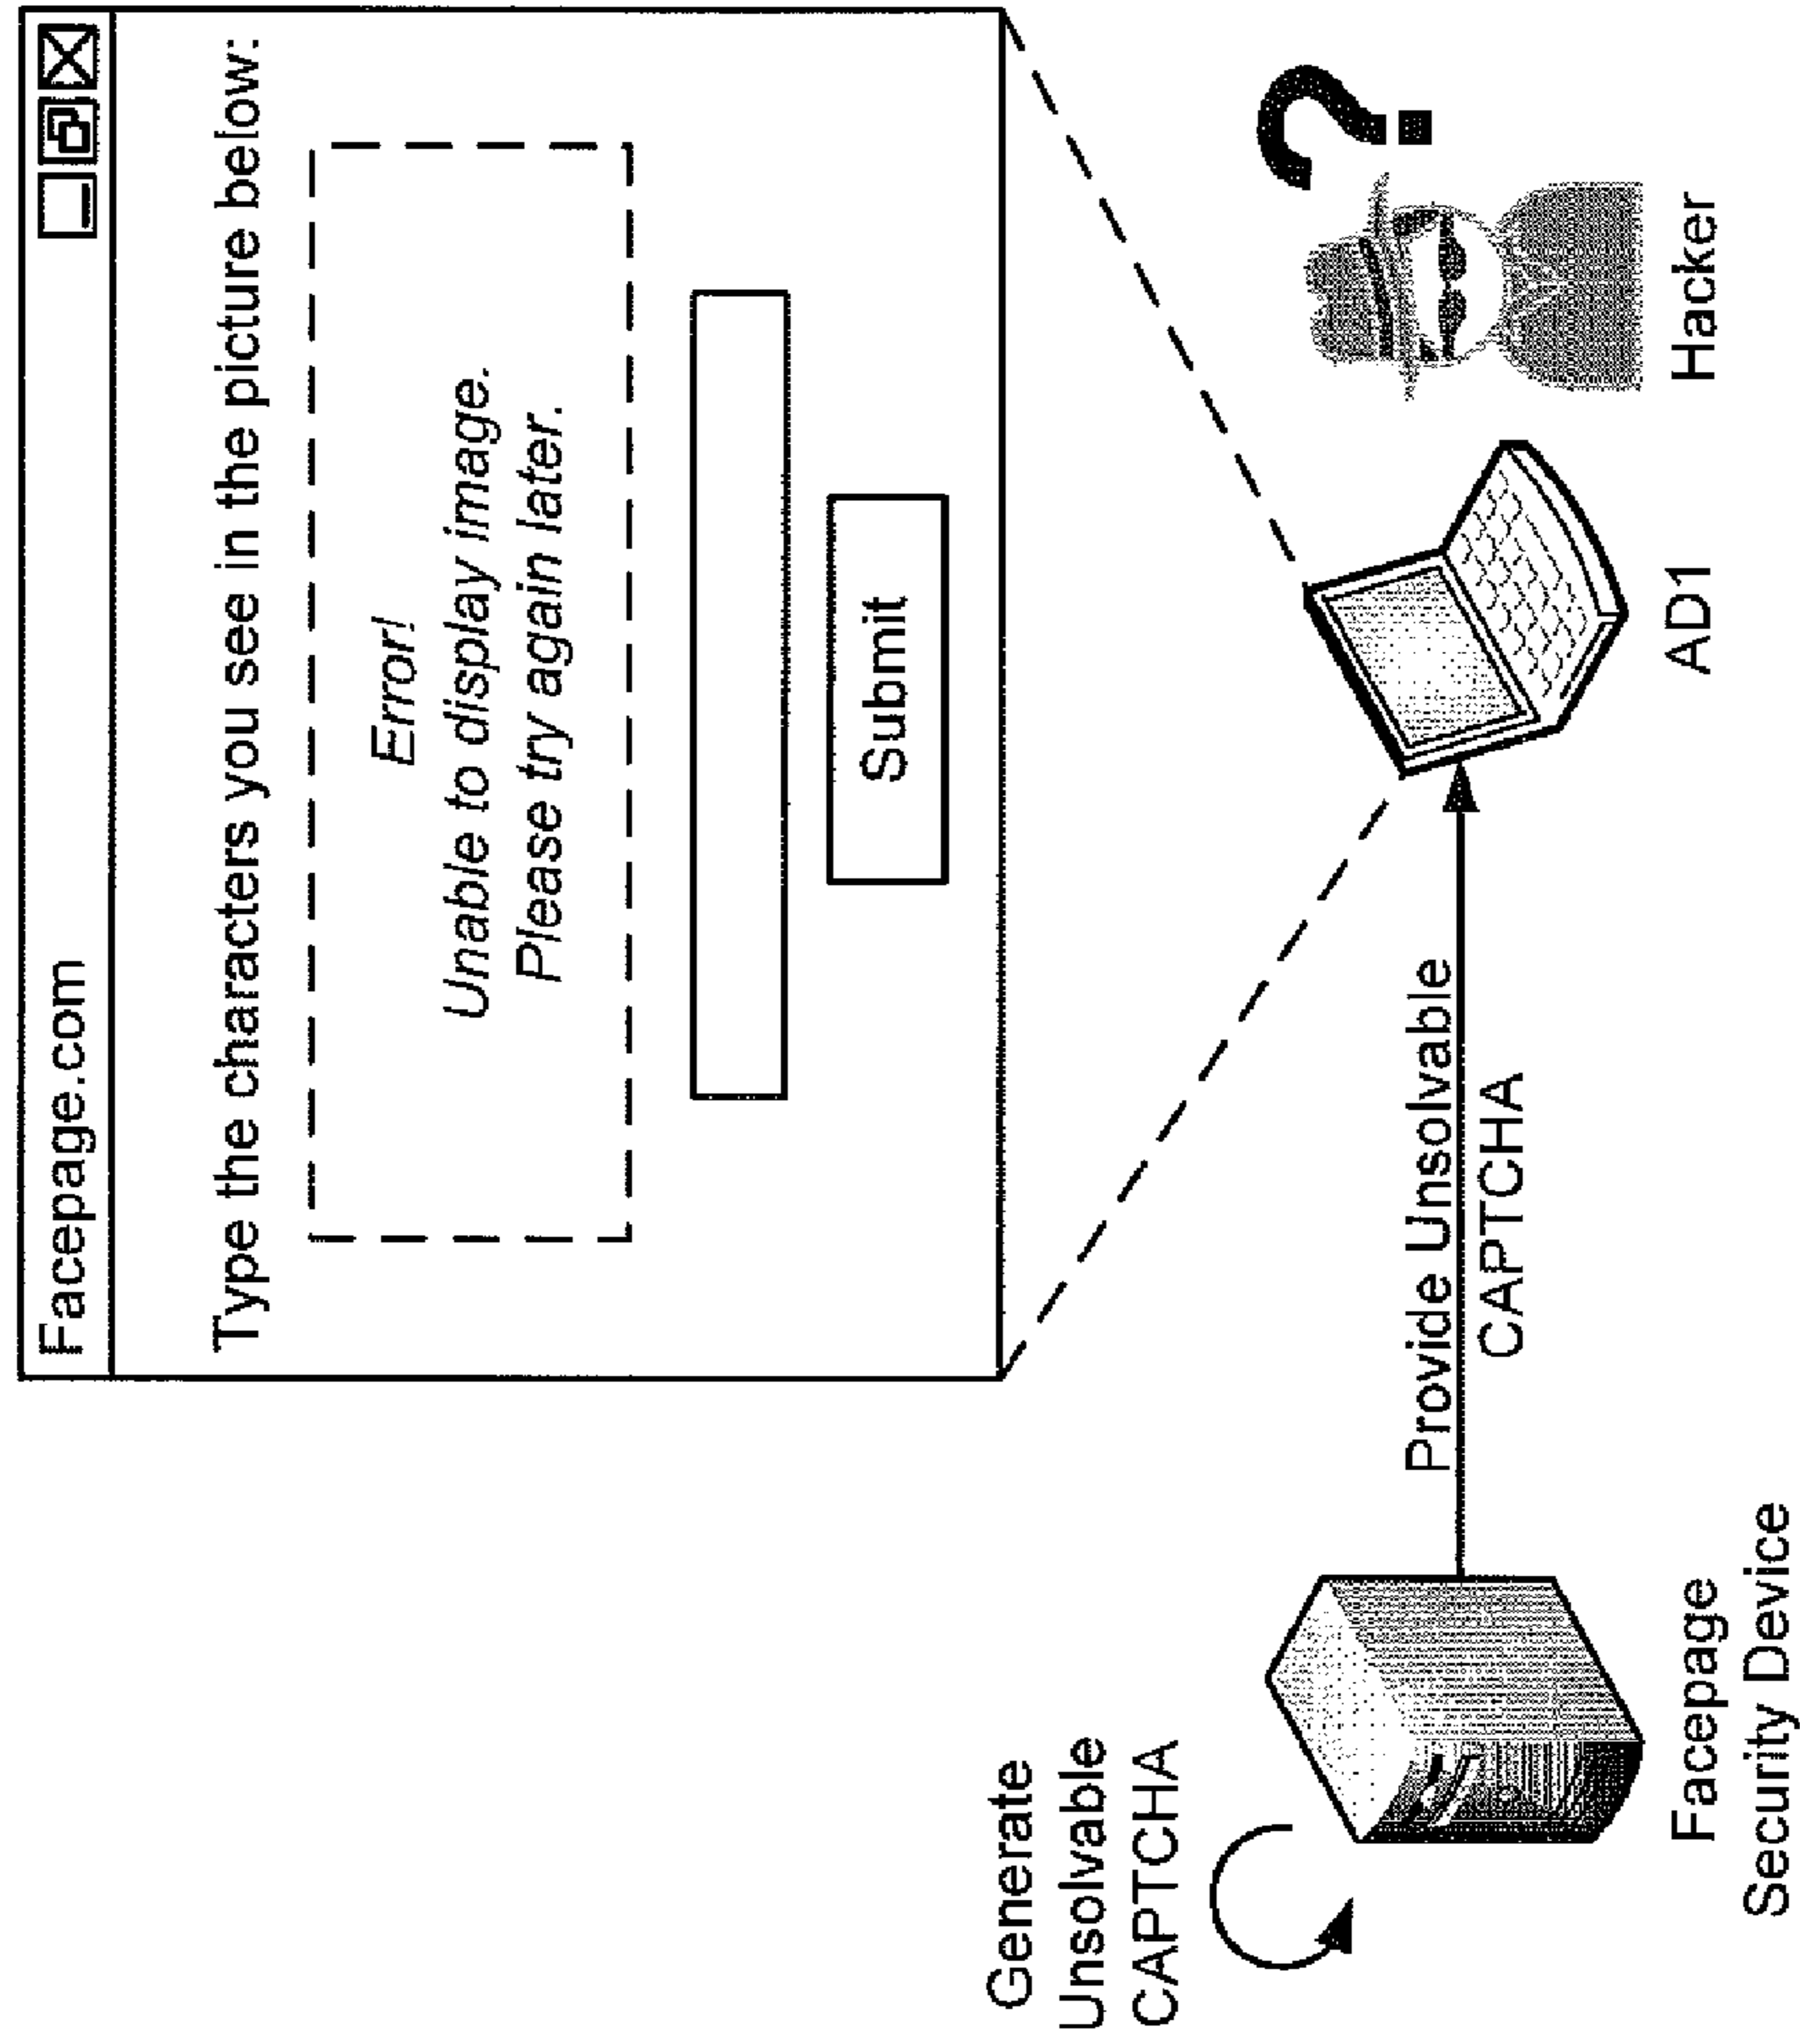 Facepage.com
Type the characters you see in the picture below:
Error!
Unable to display image.
Please try again later.
Submit
Generate
Unsolvable
CAPTCHA
Provide Unsolvable
CAPTCHA
?
Facepage
Security Device
AD1
Hacker